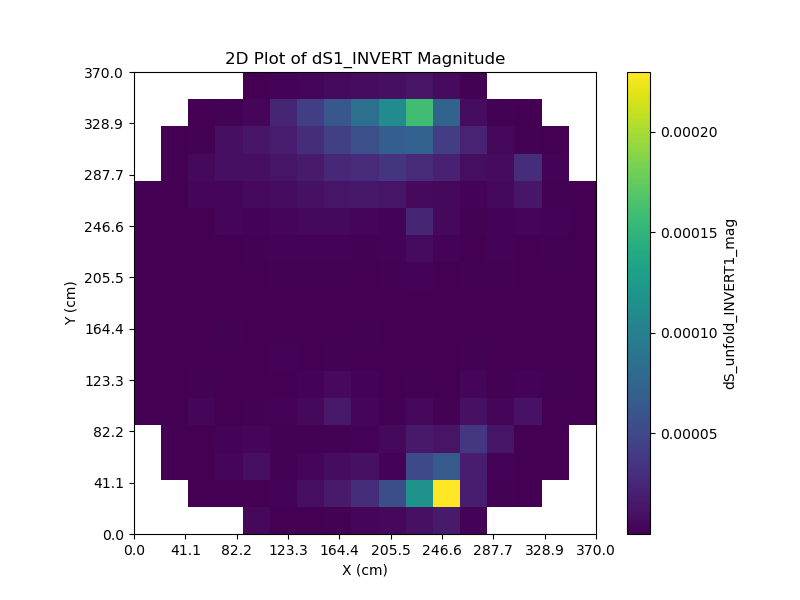 2D Plot of dS1_INVERT Magnitude
370.0
328.9
287.7
246.6
205.5
164.4
123.3
82.2
41.1
0.0
Y (cm)
0.0 41.1 82.2 123.3 164.4 205.5 246.6 287.7 328.9 370.0
X (cm)
0.00020
0.00015
0.00010
0.00005
dS_unfold_INVERT1_mag